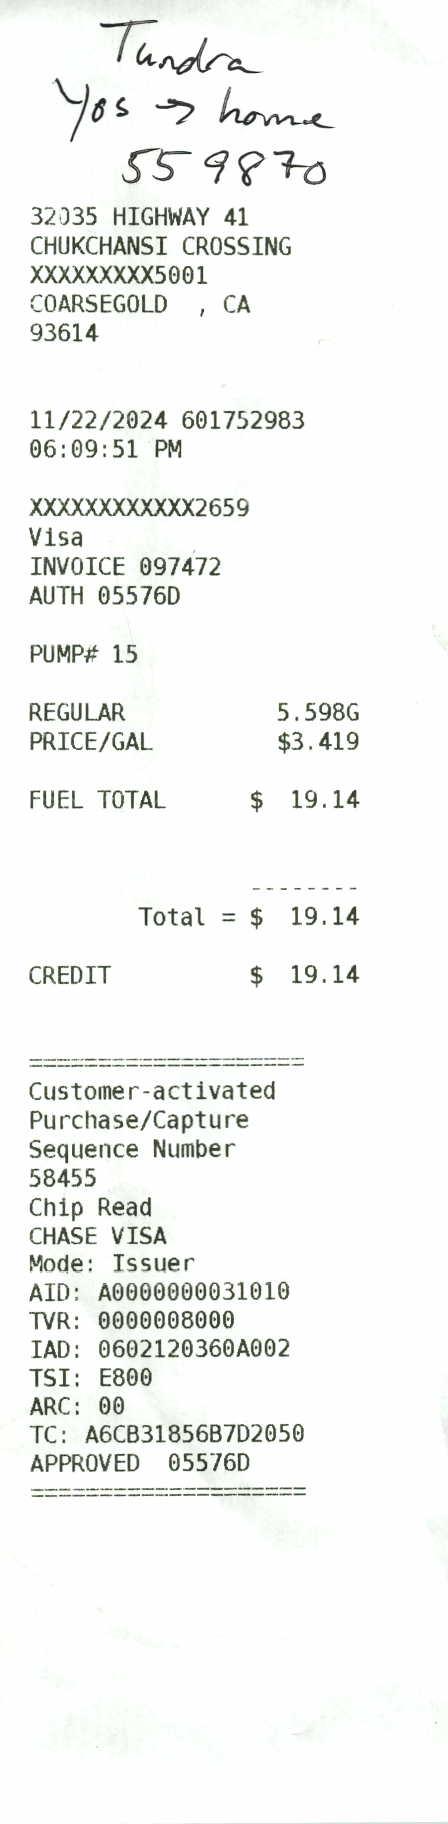 Tundra
Yos → home
559870
32035 HIGHWAY 41
CHUKCHANSI CROSSING
XXXXXXXXX5001
COARSEGOLD  , CA
93614
11/22/2024 601752983
06:09:51 PM
XXXXXXXXXXXX2659
Visa
INVOICE 097472
AUTH 05576D
PUMP# 15
REGULAR 5.598G
PRICE/GAL $3.419
FUEL TOTAL $ 19.14
--------
Total = $ 19.14
CREDIT $ 19.14
====================
Customer-activated
Purchase/Capture
Sequence Number
58455
Chip Read
CHASE VISA
Mode: Issuer
AID: A0000000031010
TVR: 0000008000
IAD: 0602120360A002
TSI: E800
ARC: 00
TC: A6CB31856B7D2050
APPROVED  05576D
====================